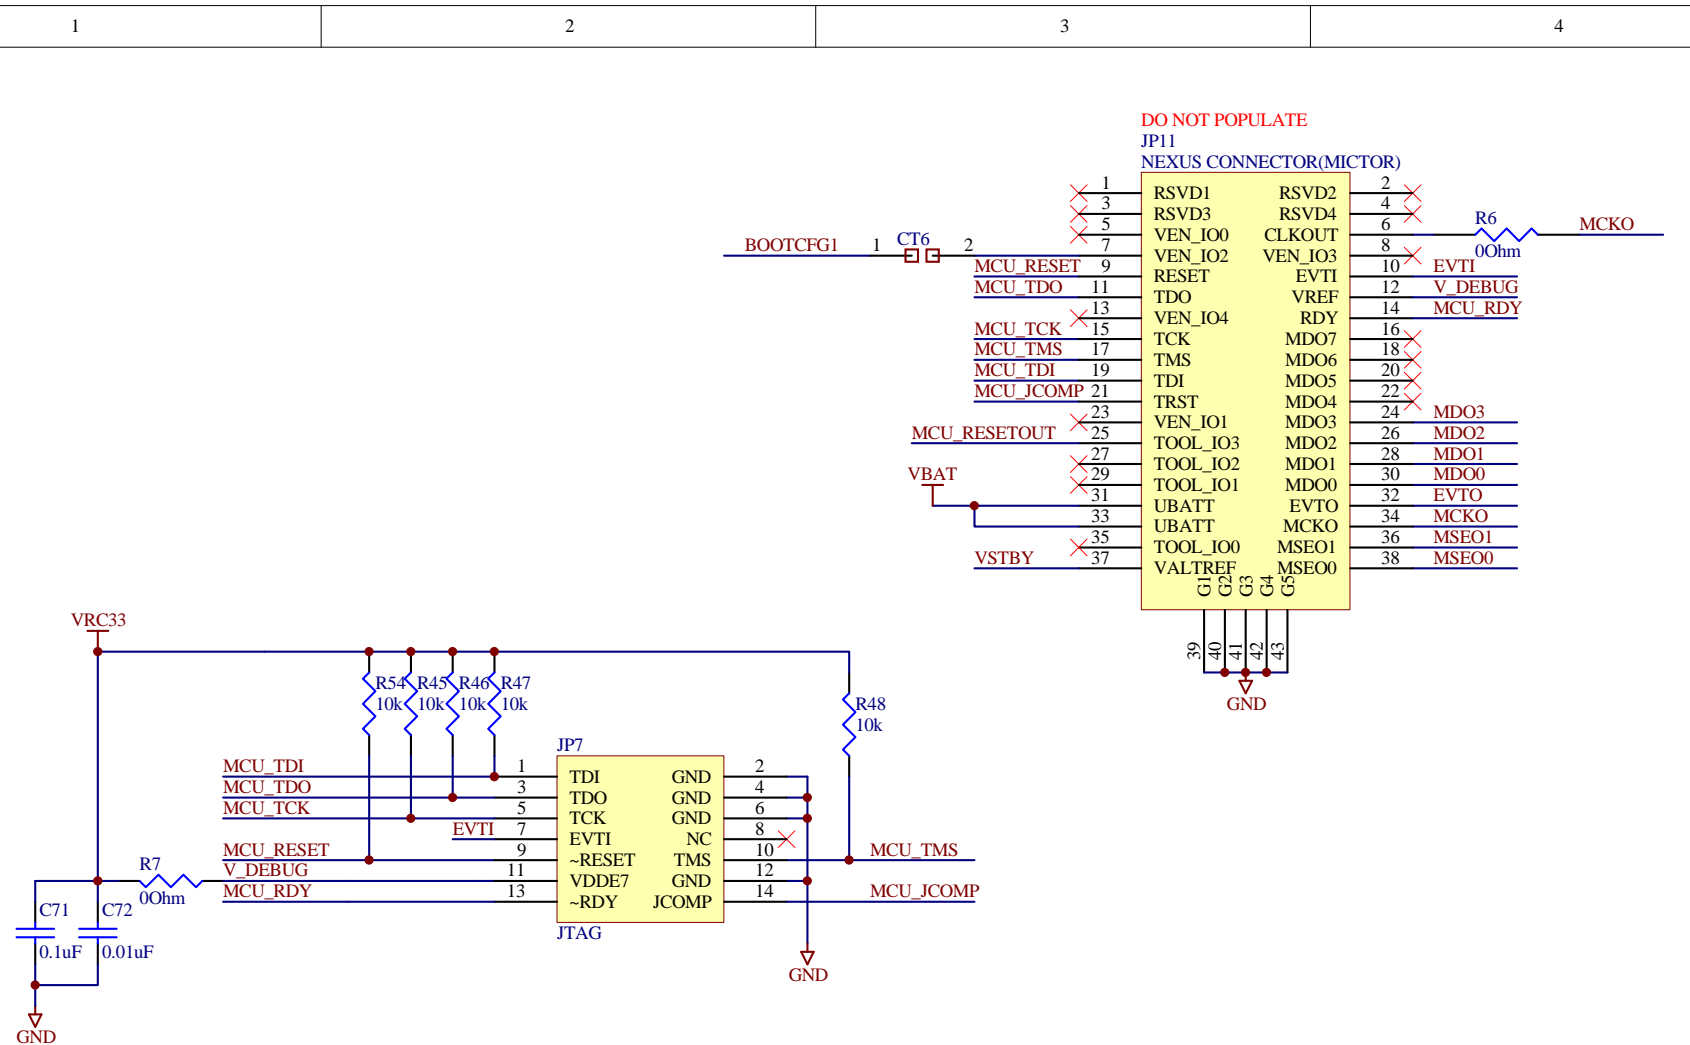 1 2 3 4
DO NOT POPULATE
JP11
NEXUS CONNECTOR(MICTOR)
1 RSVD1 RSVD2 2
3 RSVD3 RSVD4 4
5 VEN_IO0 CLKOUT 6 R6 0Ohm MCKO
BOOTCFG1 1 CT6 2 7 VEN_IO2 VEN_IO3 8
MCU_RESET 9 RESET EVTI 10 EVTI
MCU_TDO 11 TDO VREF 12 V_DEBUG
13 VEN_IO4 RDY 14 MCU_RDY
MCU_TCK 15 TCK MDO7 16
MCU_TMS 17 TMS MDO6 18
MCU_TDI 19 TDI MDO5 20
MCU_JCOMP 21 TRST MDO4 22
23 VEN_IO1 MDO3 24 MDO3
MCU_RESETOUT 25 TOOL_IO3 MDO2 26 MDO2
27 TOOL_IO2 MDO1 28 MDO1
VBAT 29 TOOL_IO1 MDO0 30 MDO0
31 UBATT EVTO 32 EVTO
33 UBATT MCKO 34 MCKO
35 TOOL_IO0 MSEO1 36 MSEO1
VSTBY 37 VALTREF MSEO0 38 MSEO0
G1 G2 G3 G4 G5
39 40 41 42 43
GND
VRC33
R54 R45 R46 R47
10k 10k 10k 10k
R48
10k
JP7
MCU_TDI 1 TDI GND 2
MCU_TDO 3 TDO GND 4
MCU_TCK 5 TCK GND 6
EVTI 7 EVTI NC 8
MCU_RESET 9 ~RESET TMS 10 MCU_TMS
V_DEBUG 11 VDDE7 GND 12
MCU_RDY 13 ~RDY JCOMP 14 MCU_JCOMP
JTAG
R7
0Ohm
C71 C72
0.1uF 0.01uF
GND
GND